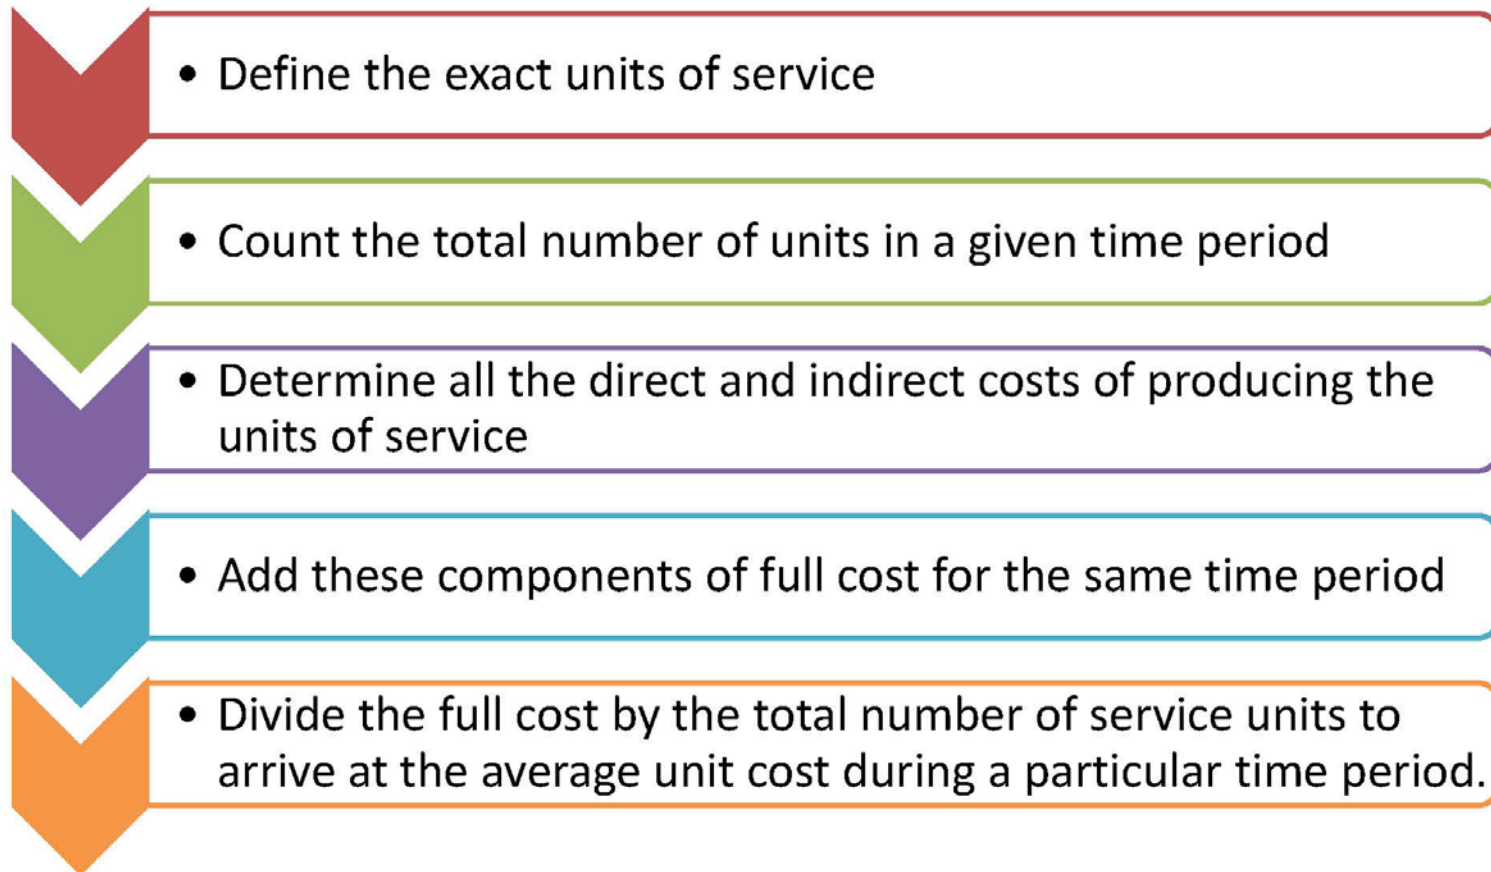 • Define the exact units of service
• Count the total number of units in a given time period
• Determine all the direct and indirect costs of producing the
units of service
• Add these components of full cost for the same time period
• Divide the full cost by the total number of service units to
arrive at the average unit cost during a particular time period.